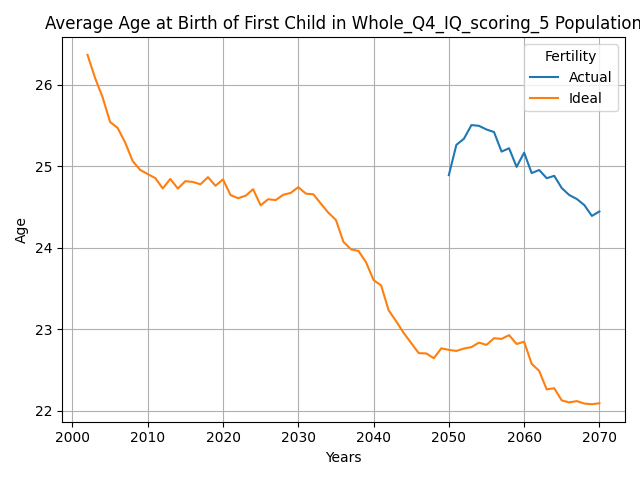 Average Age at Birth of First Child in Whole_Q4_IQ_scoring_5 Population
Fertility
Actual
Ideal
26
25
24
23
22
Age
2000 2010 2020 2030 2040 2050 2060 2070
Years